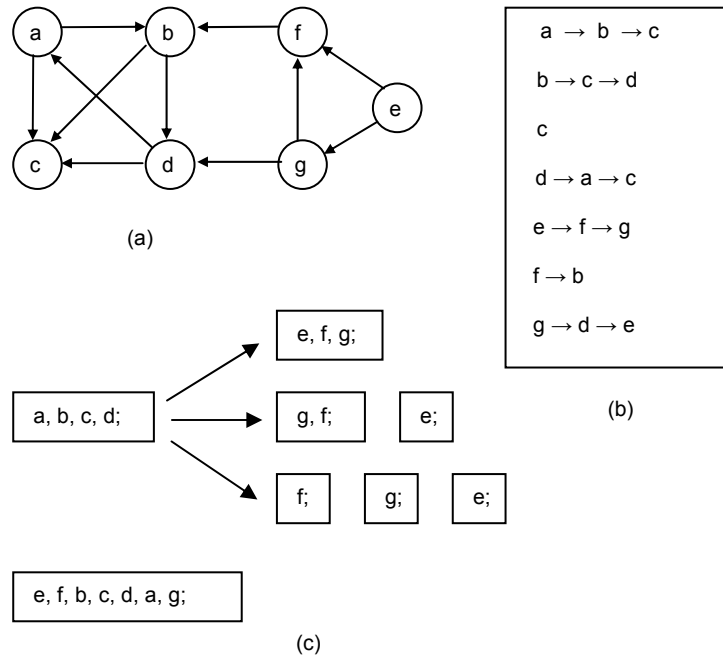 a b f
e
c d g
(a)
a → b → c
b → c → d
c
d → a → c
e → f → g
f → b
g → d → e
(b)
e, f, g;
a, b, c, d;
g, f; e;
f; g; e;
e, f, b, c, d, a, g;
(c)